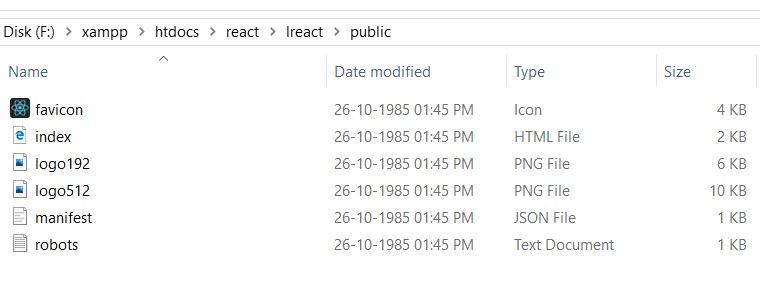 Disk (F:) > xampp > htdocs > react > lreact > public
Name Date modified Type Size
favicon 26-10-1985 01:45 PM Icon 4 KB
index 26-10-1985 01:45 PM HTML File 2 KB
logo192 26-10-1985 01:45 PM PNG File 6 KB
logo512 26-10-1985 01:45 PM PNG File 10 KB
manifest 26-10-1985 01:45 PM JSON File 1 KB
robots 26-10-1985 01:45 PM Text Document 1 KB